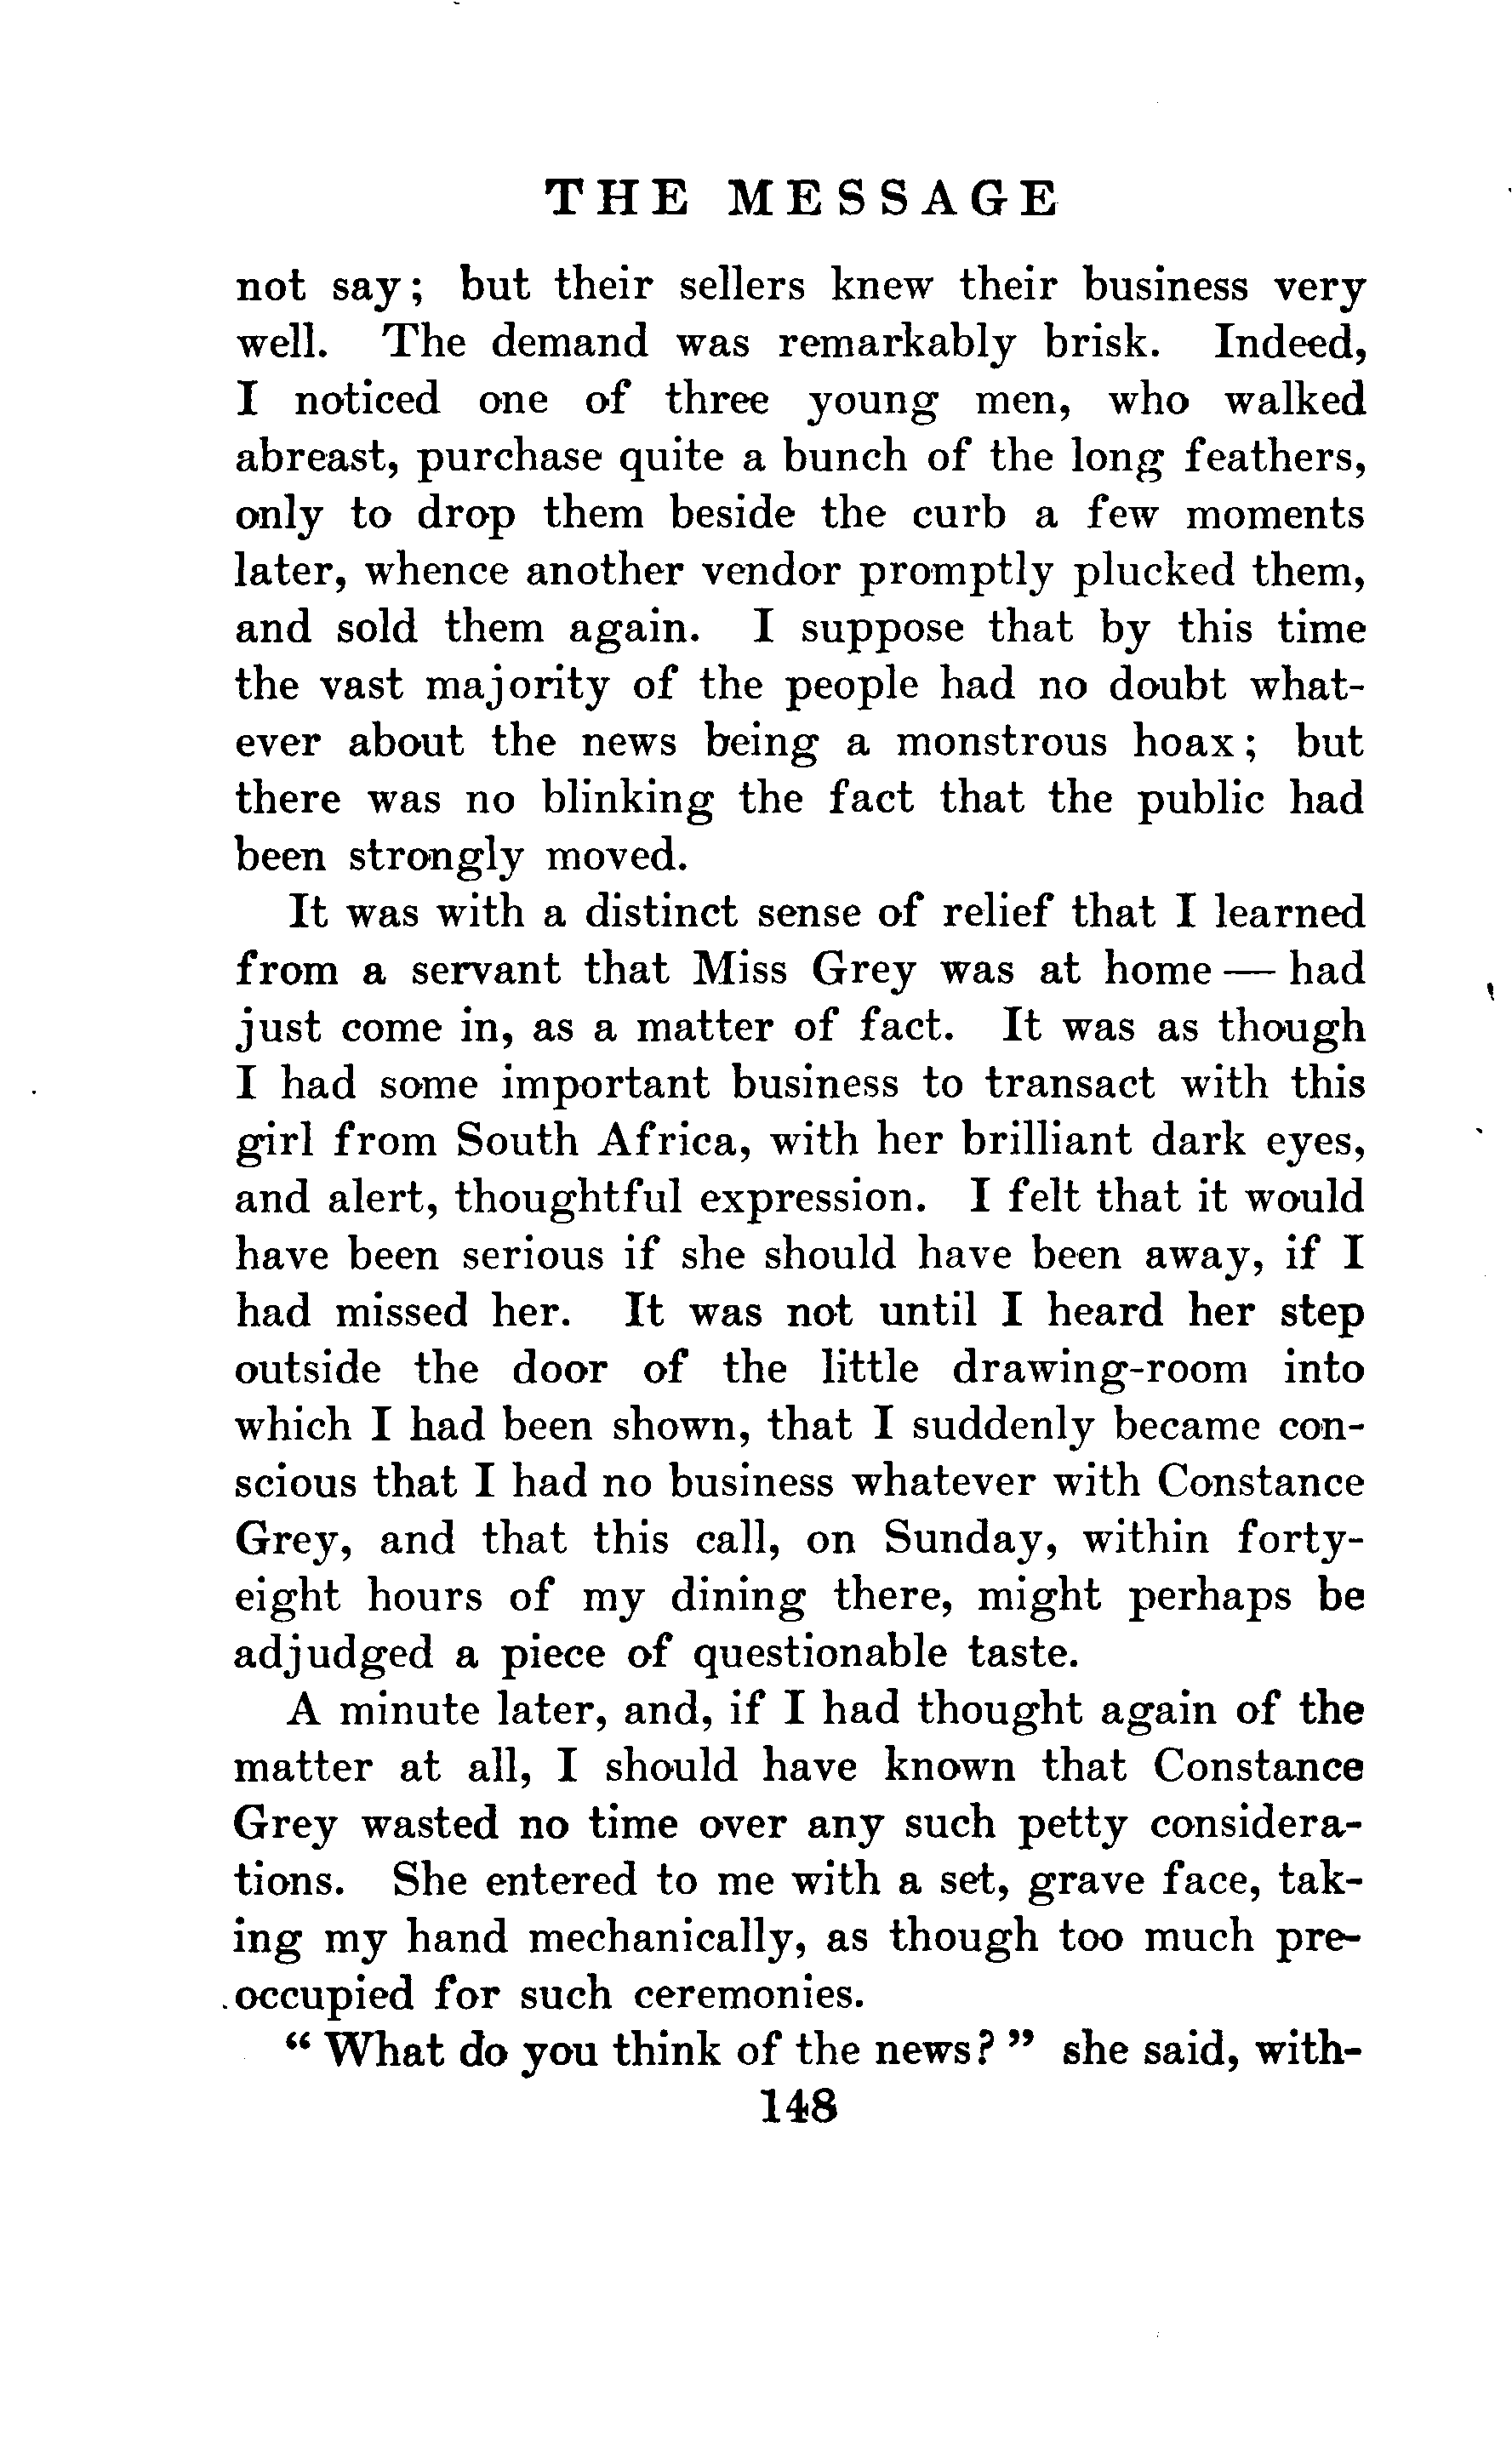 THE MESSAGE
not say; but their sellers knew their business very
well. The demand was remarkably brisk. Indeed,
I noticed one of three young men, who walked
abreast, purchase quite a bunch of the long feathers,
only to drop them beside the curb a few moments
later, whence another vendor promptly plucked them,
and sold them again. I suppose that by this time
the vast majority of the people had no doubt what-
ever about the news being a monstrous hoax; but
there was no blinking the fact that the public had
been strongly moved.
It was with a distinct sense of relief that I learned
from a servant that Miss Grey was at home — had
just come in, as a matter of fact. It was as though
I had some important business to transact with this
girl from South Africa, with her brilliant dark eyes,
and alert, thoughtful expression. I felt that it would
have been serious if she should have been away, if I
had missed her. It was not until I heard her step
outside the door of the little drawing-room into
which I had been shown, that I suddenly became con-
scious that I had no business whatever with Constance
Grey, and that this call, on Sunday, within forty-
eight hours of my dining there, might perhaps be
adjudged a piece of questionable taste.
A minute later, and, if I had thought again of the
matter at all, I should have known that Constance
Grey wasted no time over any such petty considera-
tions. She entered to me with a set, grave face, tak-
ing my hand mechanically, as though too much pre-
occupied for such ceremonies.
“ What do you think of the news? ” she said, with-
148